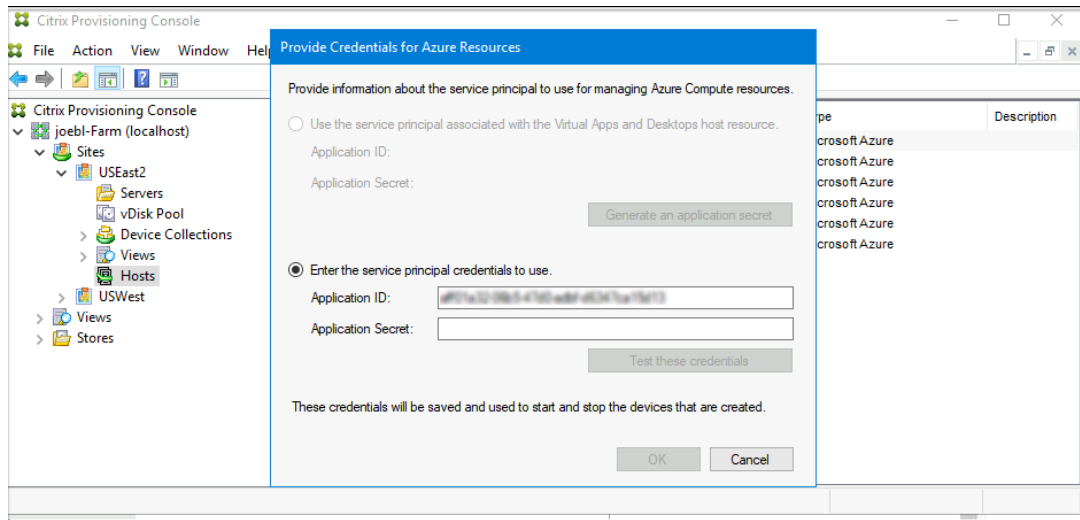 Citrix Provisioning Console
File Action View Window Hel
Citrix Provisioning Console
joebl-Farm (localhost)
Sites
USEast2
Servers
vDisk Pool
Device Collections
Views
Hosts
USWest
Views
Stores
Provide Credentials for Azure Resources
Provide information about the service principal to use for managing Azure Compute resources.
Use the service principal associated with the Virtual Apps and Desktops host resource.
Application ID:
Application Secret:
Generate an application secret
Enter the service principal credentials to use.
Application ID:
Application Secret:
Test these credentials
These credentials will be saved and used to start and stop the devices that are created.
OK Cancel
pe Description
crosoft Azure
crosoft Azure
crosoft Azure
crosoft Azure
crosoft Azure
crosoft Azure